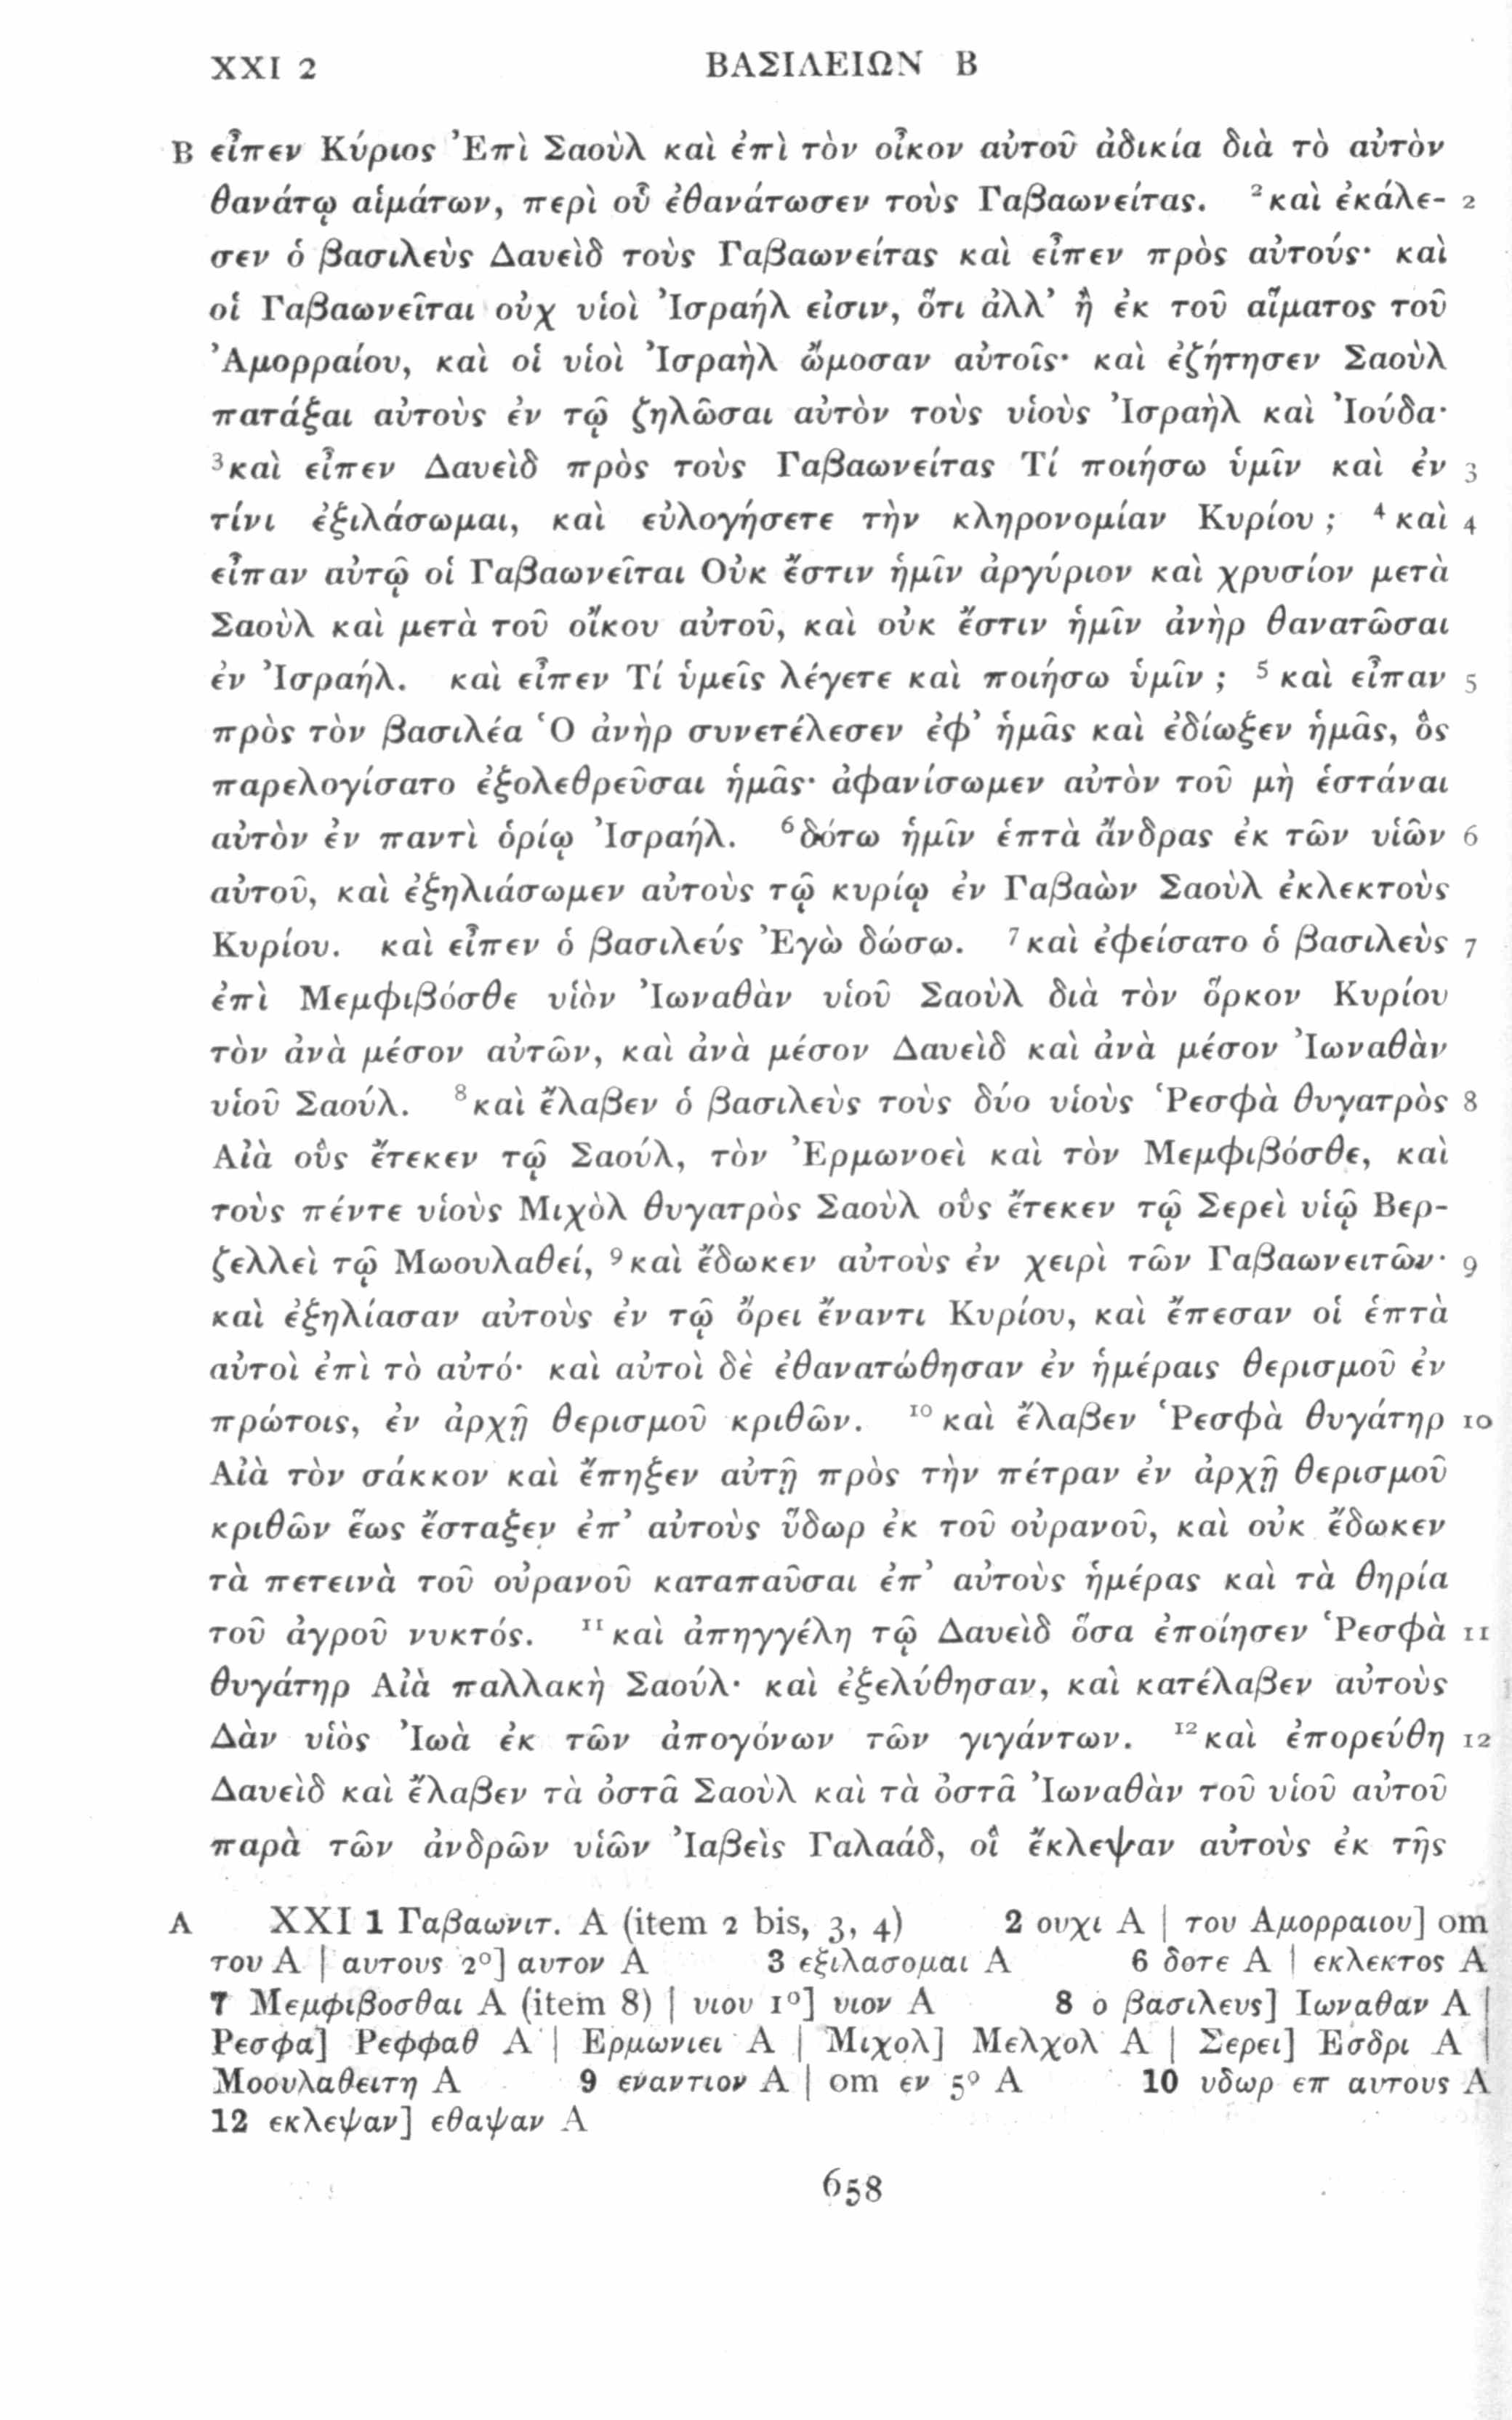 XXI 2 ΒΑΣΙΛΕΙΩΝ Β
B εἶπεν Κύριος Ἐπὶ Σαοὺλ καὶ ἐπὶ τὸν οἶκον αὐτοῦ ἀδικία διὰ τὸ αὐτὸν
θανάτῳ αἱμάτων, περὶ οὗ ἐθανάτωσεν τοὺς Γαβαωνείτας. ²καὶ ἐκάλε- 2
σεν ὁ βασιλεὺς Δαυεὶδ τοὺς Γαβαωνείτας καὶ εἶπεν πρὸς αὐτούς· καὶ
οἱ Γαβαωνεῖται οὐχ υἱοὶ Ἰσραήλ εἰσιν, ὅτι ἀλλ’ ἢ ἐκ τοῦ αἵματος τοῦ
Ἀμορραίου, καὶ οἱ υἱοὶ Ἰσραὴλ ὤμοσαν αὐτοῖς· καὶ ἐζήτησεν Σαοὺλ
πατάξαι αὐτοὺς ἐν τῷ ζηλῶσαι αὐτὸν τοὺς υἱοὺς Ἰσραὴλ καὶ Ἰούδα·
³καὶ εἶπεν Δαυεὶδ πρὸς τοὺς Γαβαωνείτας Τί ποιήσω ὑμῖν καὶ ἐν 3
τίνι ἐξιλάσωμαι, καὶ εὐλογήσετε τὴν κληρονομίαν Κυρίου ; ⁴καὶ 4
εἶπαν αὐτῷ οἱ Γαβαωνεῖται Οὐκ ἔστιν ἡμῖν ἀργύριον καὶ χρυσίον μετὰ
Σαοὺλ καὶ μετὰ τοῦ οἴκου αὐτοῦ, καὶ οὐκ ἔστιν ἡμῖν ἀνὴρ θανατῶσαι
ἐν Ἰσραήλ. καὶ εἶπεν Τί ὑμεῖς λέγετε καὶ ποιήσω ὑμῖν ; ⁵καὶ εἶπαν 5
πρὸς τὸν βασιλέα Ὁ ἀνὴρ συνετέλεσεν ἐφ’ ἡμᾶς καὶ ἐδίωξεν ἡμᾶς, ὃς
παρελογίσατο ἐξολεθρεῦσαι ἡμᾶς· ἀφανίσωμεν αὐτὸν τοῦ μὴ ἑστάναι
αὐτὸν ἐν παντὶ ὁρίῳ Ἰσραήλ. ⁶δότω ἡμῖν ἑπτὰ ἄνδρας ἐκ τῶν υἱῶν 6
αὐτοῦ, καὶ ἐξηλιάσωμεν αὐτοὺς τῷ κυρίῳ ἐν Γαβαὼν Σαοὺλ ἐκλεκτοὺς
Κυρίου. καὶ εἶπεν ὁ βασιλεύς Ἐγὼ δώσω. ⁷καὶ ἐφείσατο ὁ βασιλεὺς 7
ἐπὶ Μεμφιβόσθε υἱὸν Ἰωναθὰν υἱοῦ Σαοὺλ διὰ τὸν ὅρκον Κυρίου
τὸν ἀνὰ μέσον αὐτῶν, καὶ ἀνὰ μέσον Δαυεὶδ καὶ ἀνὰ μέσον Ἰωναθὰν
υἱοῦ Σαούλ. ⁸καὶ ἔλαβεν ὁ βασιλεὺς τοὺς δύο υἱοὺς Ῥεσφὰ θυγατρὸς 8
Αἰὰ οὓς ἔτεκεν τῷ Σαούλ, τὸν Ἐρμωνοεὶ καὶ τὸν Μεμφιβόσθε, καὶ
τοὺς πέντε υἱοὺς Μιχὸλ θυγατρὸς Σαοὺλ οὓς ἔτεκεν τῷ Σερεὶ υἱῷ Βερ-
ζελλεὶ τῷ Μωουλαθεί, ⁹καὶ ἔδωκεν αὐτοὺς ἐν χειρὶ τῶν Γαβαωνειτῶν· 9
καὶ ἐξηλίασαν αὐτοὺς ἐν τῷ ὄρει ἔναντι Κυρίου, καὶ ἔπεσαν οἱ ἑπτὰ
αὐτοὶ ἐπὶ τὸ αὐτό· καὶ αὐτοὶ δὲ ἐθανατώθησαν ἐν ἡμέραις θερισμοῦ ἐν
πρώτοις, ἐν ἀρχῇ θερισμοῦ κριθῶν. ¹⁰καὶ ἔλαβεν Ῥεσφὰ θυγάτηρ 10
Αἰὰ τὸν σάκκον καὶ ἔπηξεν αὐτῇ πρὸς τὴν πέτραν ἐν ἀρχῇ θερισμοῦ
κριθῶν ἕως ἔσταξεν ἐπ’ αὐτοὺς ὕδωρ ἐκ τοῦ οὐρανοῦ, καὶ οὐκ ἔδωκεν
τὰ πετεινὰ τοῦ οὐρανοῦ καταπαῦσαι ἐπ’ αὐτοὺς ἡμέρας καὶ τὰ θηρία
τοῦ ἀγροῦ νυκτός. ¹¹καὶ ἀπηγγέλη τῷ Δαυεὶδ ὅσα ἐποίησεν Ῥεσφὰ 11
θυγάτηρ Αἰὰ παλλακὴ Σαούλ· καὶ ἐξελύθησαν, καὶ κατέλαβεν αὐτοὺς
Δὰν υἱὸς Ἰωὰ ἐκ τῶν ἀπογόνων τῶν γιγάντων. ¹²καὶ ἐπορεύθη 12
Δαυεὶδ καὶ ἔλαβεν τὰ ὀστᾶ Σαοὺλ καὶ τὰ ὀστᾶ Ἰωναθὰν τοῦ υἱοῦ αὐτοῦ
παρὰ τῶν ἀνδρῶν υἱῶν Ἰαβεὶς Γαλαάδ, οἳ ἔκλεψαν αὐτοὺς ἐκ τῆς
A XXI 1 Γαβαωνιτ. A (item 2 bis, 3, 4) 2 ουχι A | του Αμορραιου] om
του A | αυτους 2º] αυτον A 3 εξιλασομαι A 6 δοτε A | εκλεκτος A
7 Μεμφιβοσθαι A (item 8) | υιου 1º] υιον A 8 ο βασιλευς] Ιωναθαν A |
Ρεσφα] Ρεφφαθ A | Ερμωνιει A | Μιχολ] Μελχολ A | Σερει] Εσδρι A |
Μοουλαθειτη A 9 εναντιον A | om εν 5º A 10 υδωρ επ αυτους A
12 εκλεψαν] εθαψαν A
658